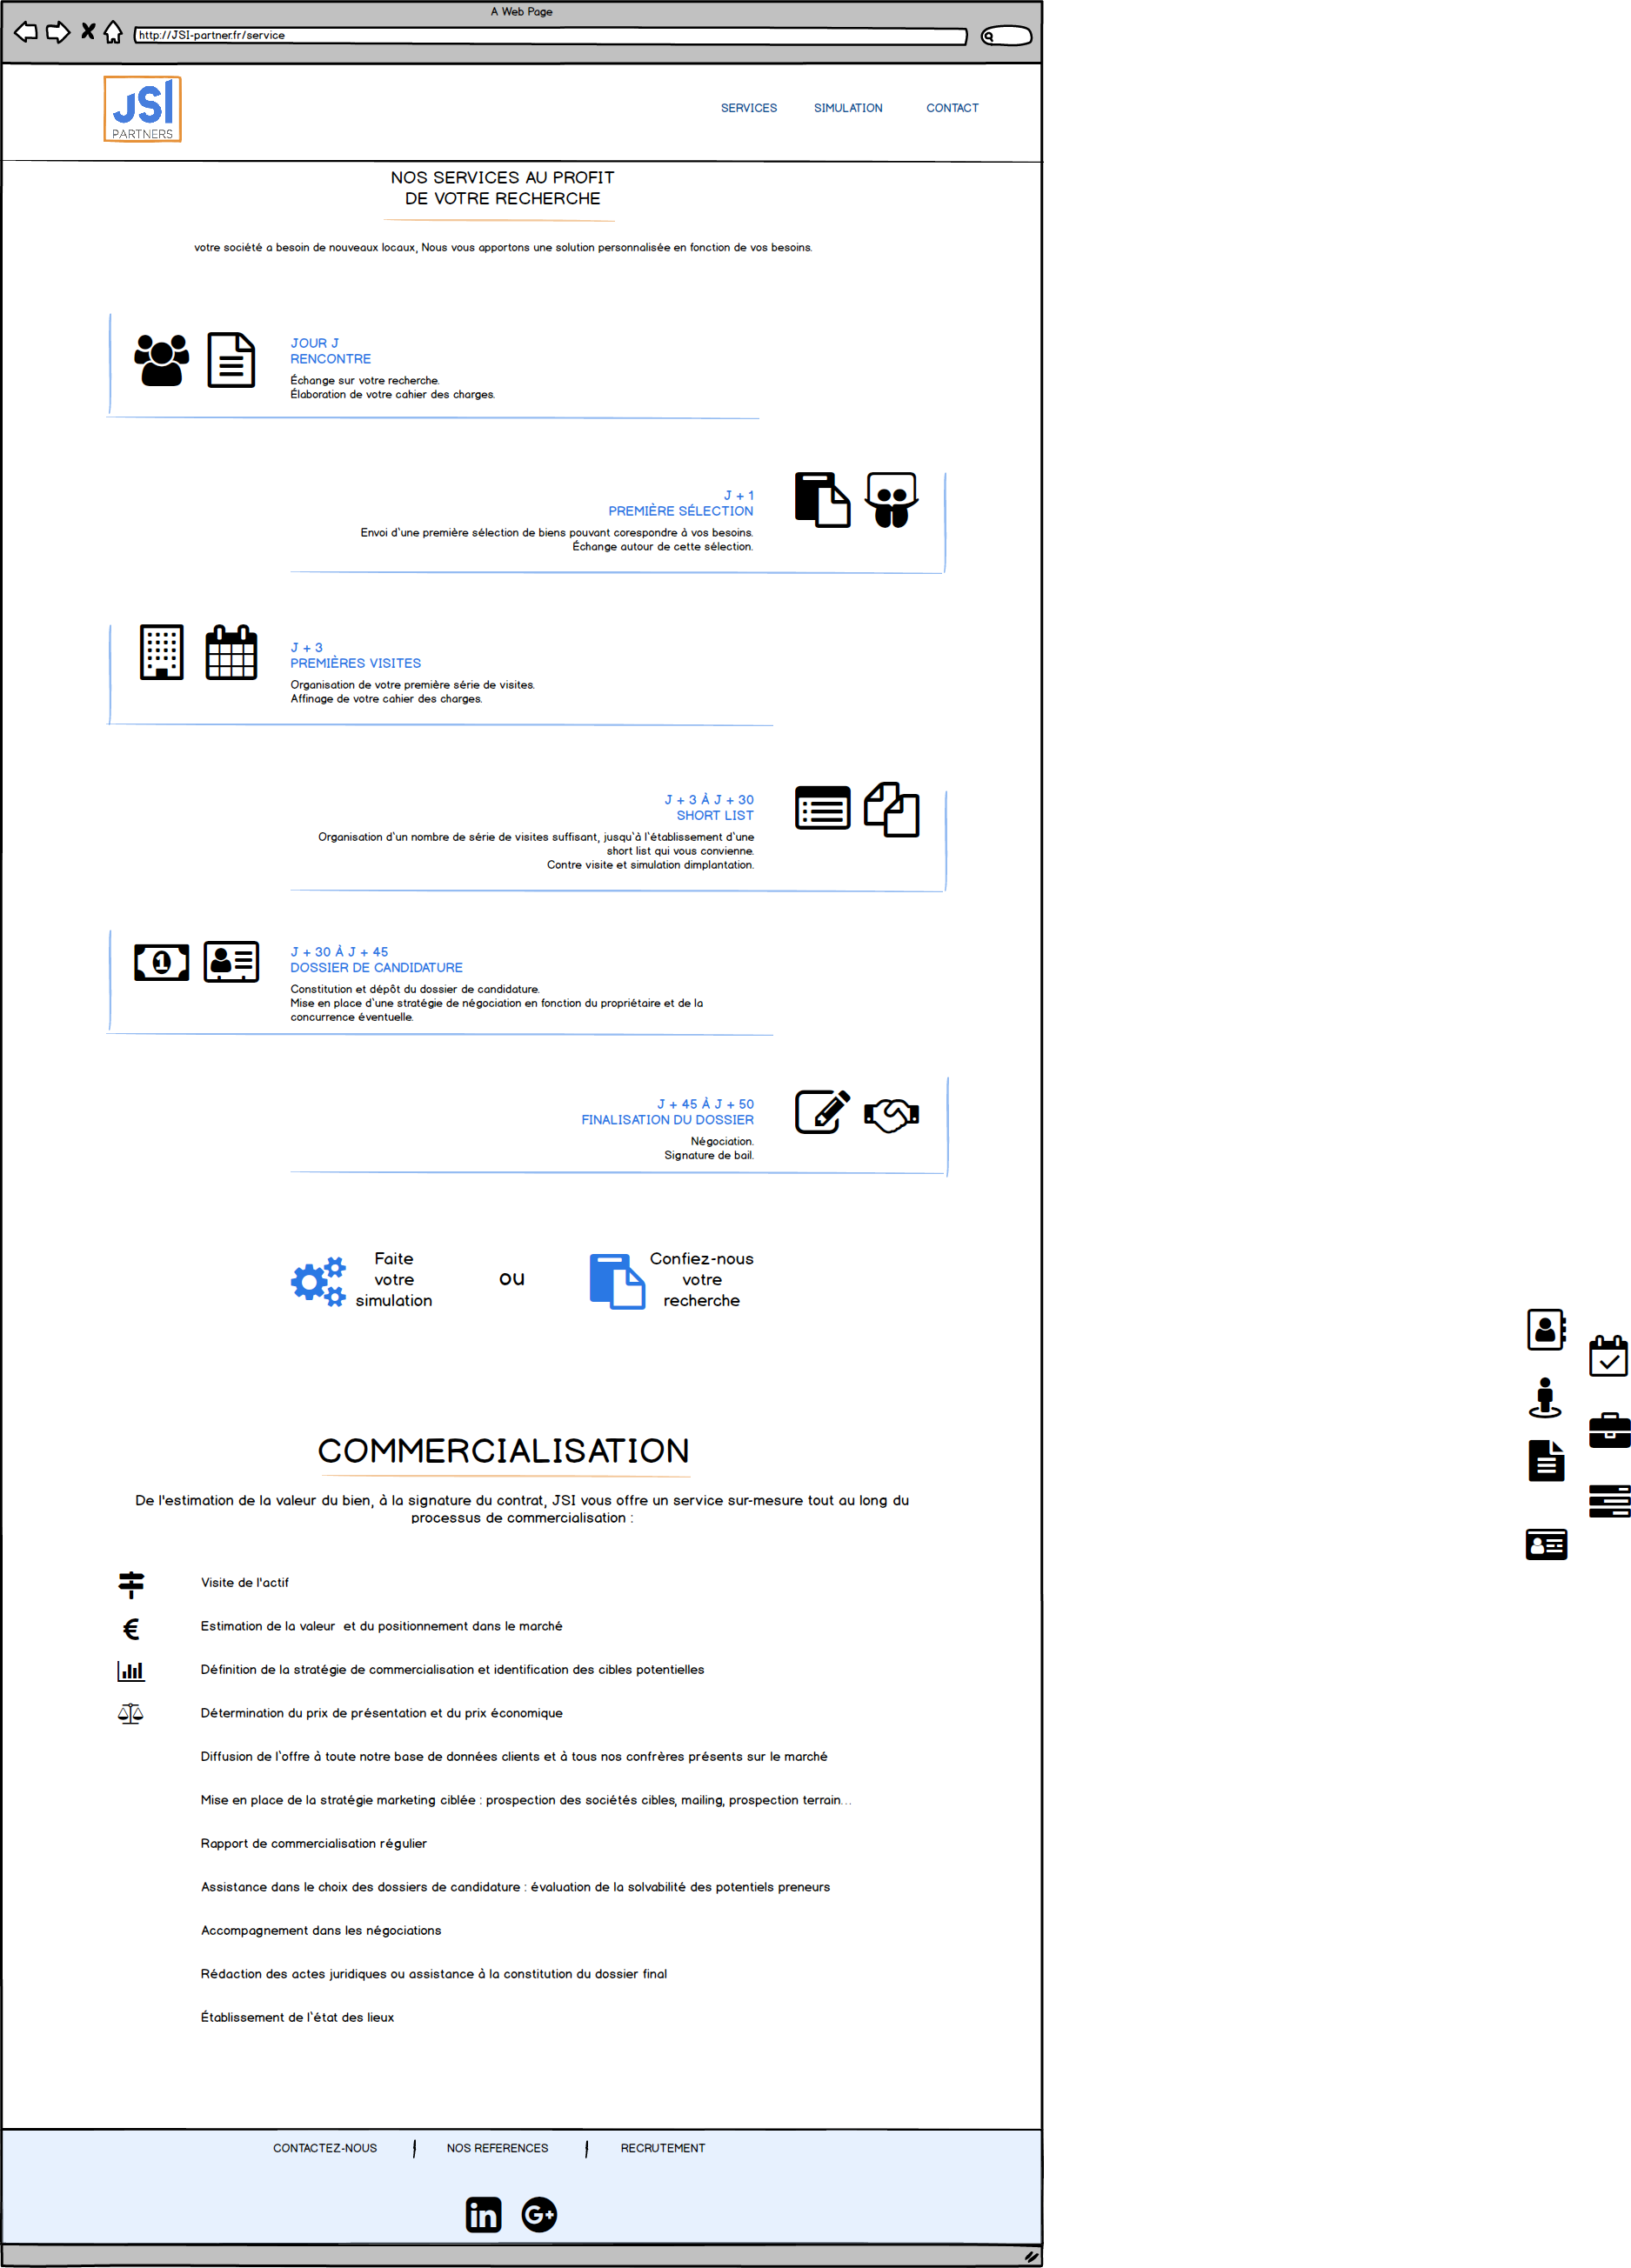 A Web Page
http://JSI-partner.fr/service
JSI
PARTNERS
SERVICES
SIMULATION
CONTACT
NOS SERVICES AU PROFIT
DE VOTRE RECHERCHE
votre société a besoin de nouveaux locaux, Nous vous apportons une solution personnalisée en fonction de vos besoins.
JOUR J
RENCONTRE
Échange sur votre recherche.
Élaboration de votre cahier des charges.
J + 1
PREMIÈRE SÉLECTION
Envoi d`une première sélection de biens pouvant corespondre à vos besoins.
Échange autour de cette sélection.
J + 3
PREMIÈRES VISITES
Organisation de votre première série de visites.
Affinage de votre cahier des charges.
J + 3 À J + 30
SHORT LIST
Organisation d`un nombre de série de visites suffisant, jusqu`à l`établissement d`une
short list qui vous convienne.
Contre visite et simulation dimplantation.
1
J + 30 À J + 45
DOSSIER DE CANDIDATURE
Constitution et dépôt du dossier de candidature.
Mise en place d`une stratégie de négociation en fonction du propriétaire et de la
concurrence éventuelle.
J + 45 À J + 50
FINALISATION DU DOSSIER
Négociation.
Signature de bail.
Faite
votre
simulation
ou
Confiez-nous
votre
recherche
COMMERCIALISATION
De l'estimation de la valeur du bien, à la signature du contrat, JSI vous offre un service sur-mesure tout au long du
processus de commercialisation :
Visite de l'actif
€
Estimation de la valeur  et du positionnement dans le marché
Définition de la stratégie de commercialisation et identification des cibles potentielles
Détermination du prix de présentation et du prix économique
Diffusion de l`offre à toute notre base de données clients et à tous nos confrères présents sur le marché
Mise en place de la stratégie marketing ciblée : prospection des sociétés cibles, mailing, prospection terrain…
Rapport de commercialisation régulier
Assistance dans le choix des dossiers de candidature : évaluation de la solvabilité des potentiels preneurs
Accompagnement dans les négociations
Rédaction des actes juridiques ou assistance à la constitution du dossier final
Établissement de l`état des lieux
CONTACTEZ-NOUS
NOS REFERENCES
RECRUTEMENT
in
G+